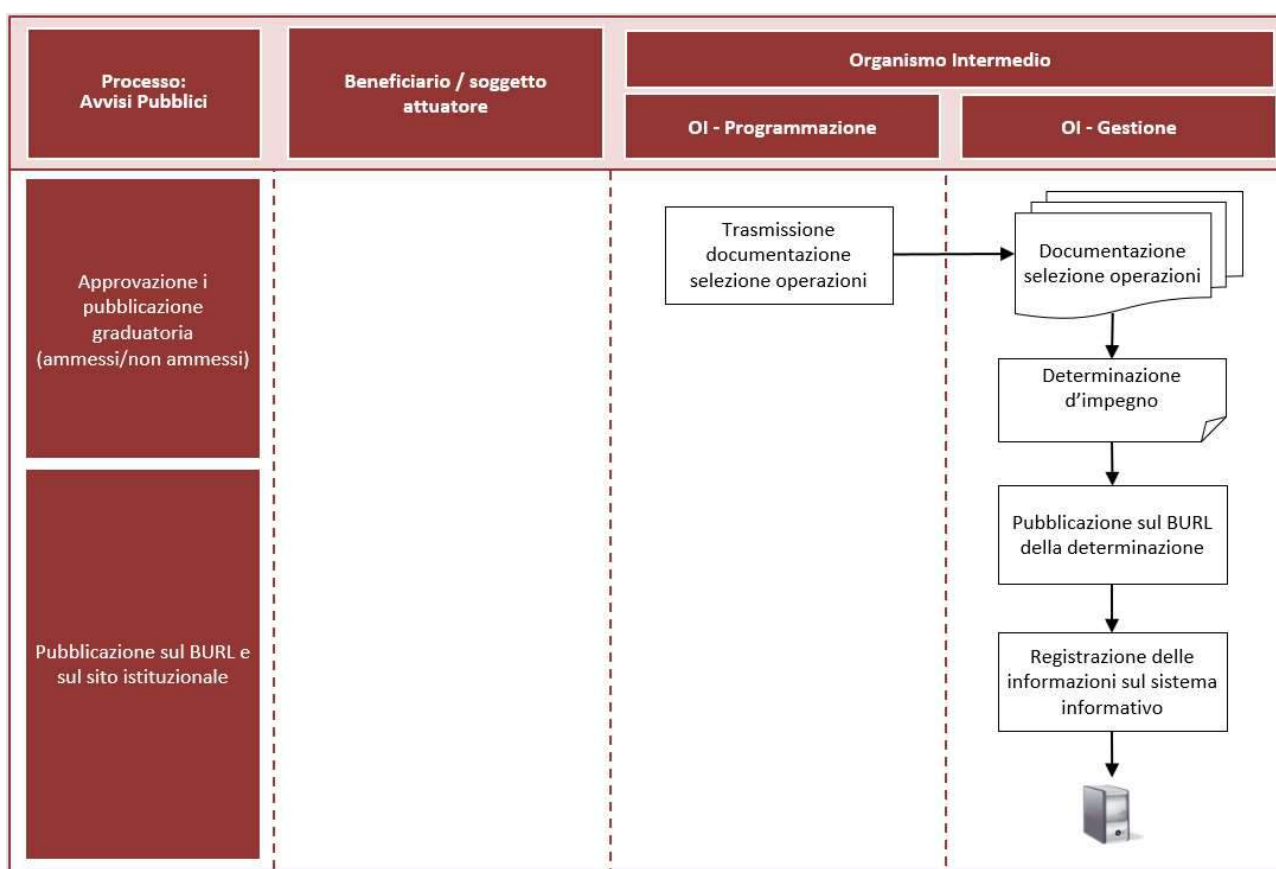 Processo:
Avvisi Pubblici
Beneficiario / soggetto
attuatore
Organismo Intermedio
OI - Programmazione
OI - Gestione
Approvazione i
pubblicazione
graduatoria
(ammessi/non ammessi)
Trasmissione
documentazione
selezione operazioni
Documentazione
selezione operazioni
Determinazione
d'impegno
Pubblicazione sul BURL e
sul sito istituzionale
Pubblicazione sul BURL
della determinazione
Registrazione delle
informazioni sul sistema
informativo